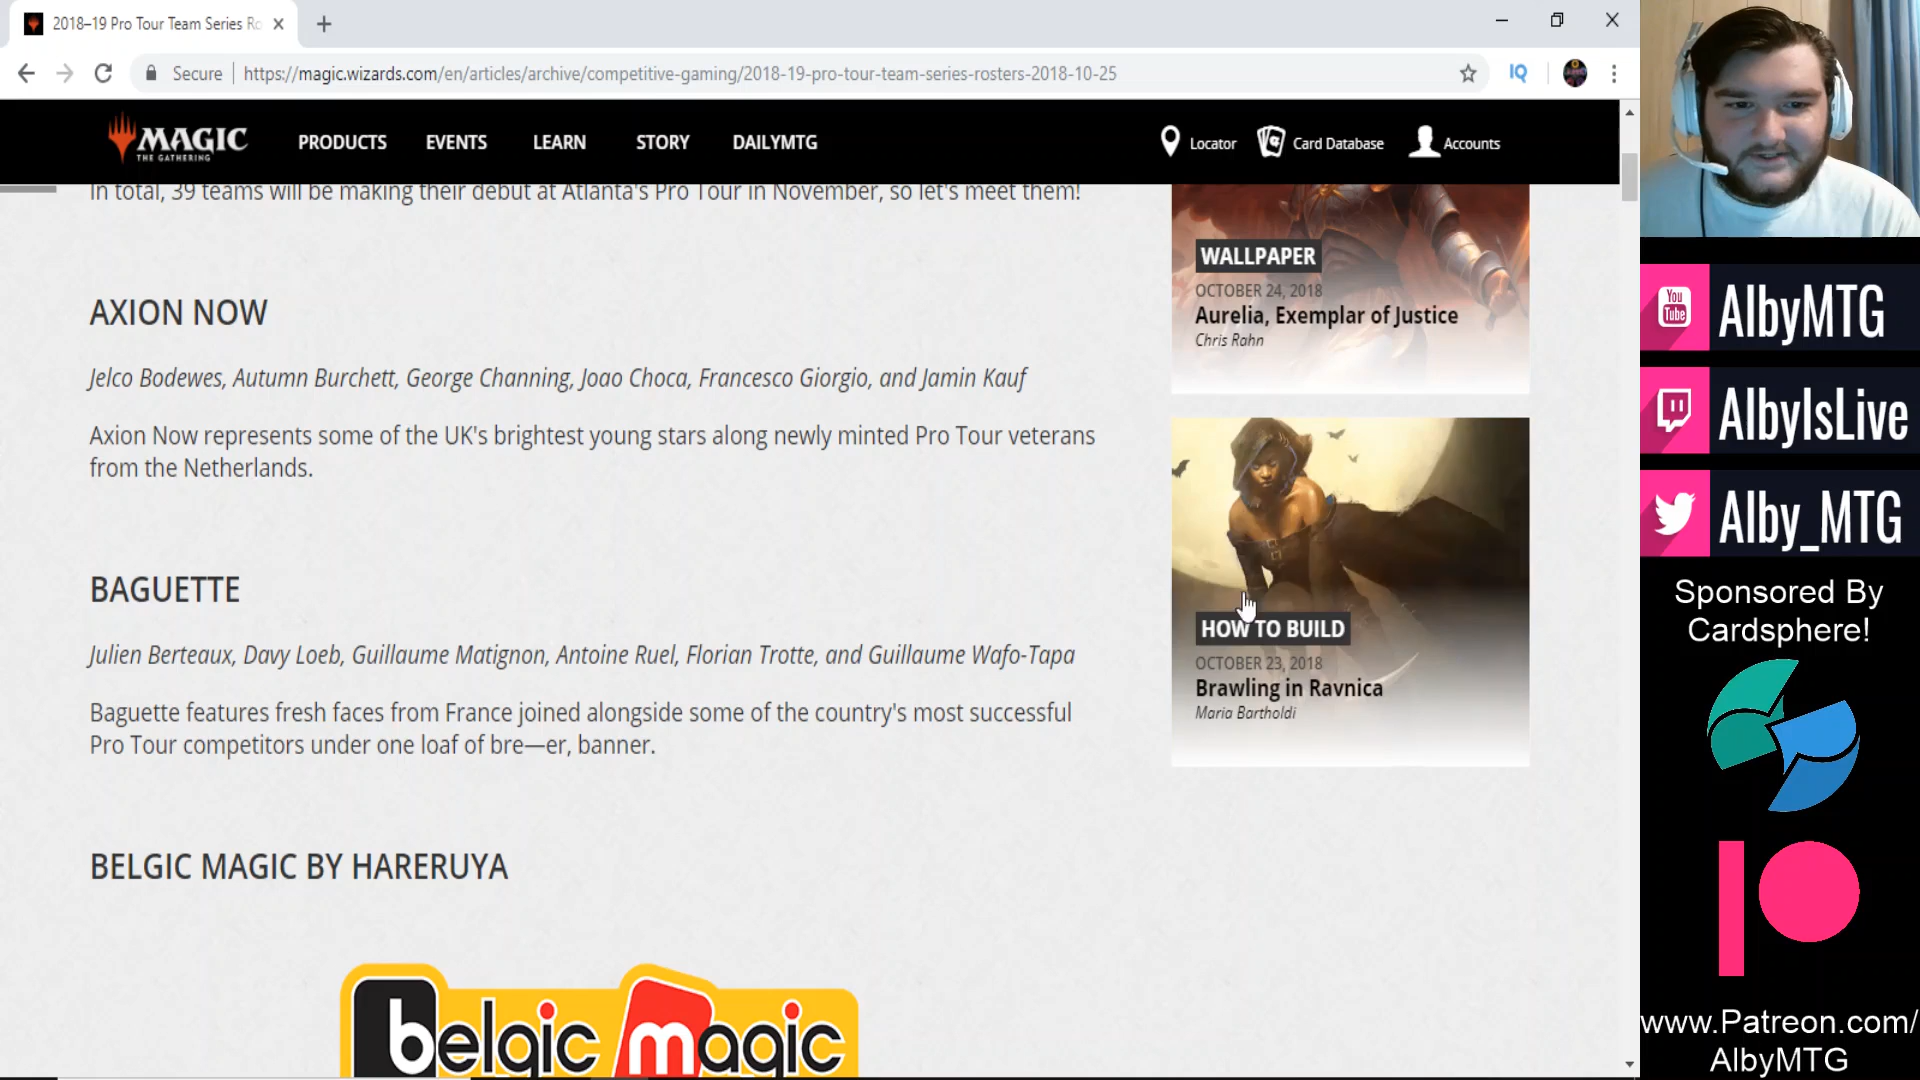 2018–19 Pro Tour Team Series Ro
Secure
https://magic.wizards.com/en/articles/archive/competitive-gaming/2018-19-pro-tour-team-series-rosters-2018-10-25
IQ
MAGIC
THE GATHERING
PRODUCTS
EVENTS
LEARN
STORY
DAILYMTG
Locator
Card Database
Accounts
In total, 39 teams will be making their debut at Atlanta's Pro Tour in November, so let's meet them!
AXION NOW
Jelco Bodewes, Autumn Burchett, George Channing, Joao Choca, Francesco Giorgio, and Jamin Kauf
Axion Now represents some of the UK's brightest young stars along newly minted Pro Tour veterans
from the Netherlands.
BAGUETTE
Julien Berteaux, Davy Loeb, Guillaume Matignon, Antoine Ruel, Florian Trotte, and Guillaume Wafo-Tapa
Baguette features fresh faces from France joined alongside some of the country's most successful
Pro Tour competitors under one loaf of bre—er, banner.
BELGIC MAGIC BY HARERUYA
belgic magic
WALLPAPER
OCTOBER 24, 2018
Aurelia, Exemplar of Justice
Chris Rahn
HOW TO BUILD
OCTOBER 23, 2018
Brawling in Ravnica
Maria Bartholdi
You
Tube
AlbyMTG
AlbyIsLive
Alby_MTG
Sponsored By
Cardsphere!
www.Patreon.com/
AlbyMTG